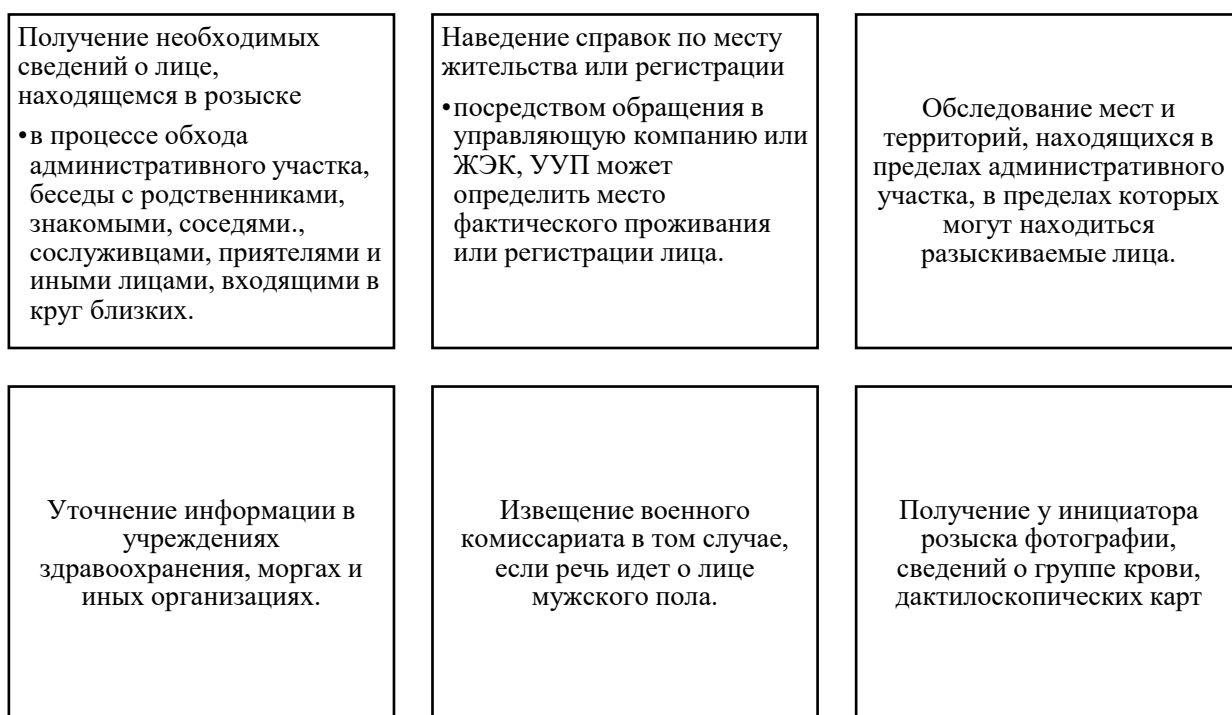 Получение необходимых
сведений о лице,
находящемся в розыске
•в процессе обхода
административного участка,
беседы с родственниками,
знакомыми, соседями.,
сослуживцами, приятелями и
иными лицами, входящими в
круг близких.
Наведение справок по месту
жительства или регистрации
•посредством обращения в
управляющую компанию или
ЖЭК, УУП может
определить место
фактического проживания
или регистрации лица.
Обследование мест и
территорий, находящихся в
пределах административного
участка, в пределах которых
могут находиться
разыскиваемые лица.
Уточнение информации в
учреждениях
здравоохранения, моргах и
иных организациях.
Извещение военного
комиссариата в том случае,
если речь идет о лице
мужского пола.
Получение у инициатора
розыска фотографии,
сведений о группе крови,
дактилоскопических карт